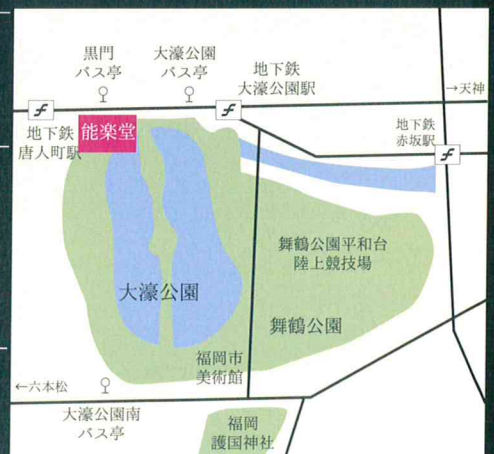 黒門
バス亭
大濠公園
バス亭
地下鉄
大濠公園駅
→天神
地下鉄
唐人町駅
能楽堂
地下鉄
赤坂駅
舞鶴公園平和台
陸上競技場
大濠公園
舞鶴公園
福岡市
美術館
←六本松
大濠公園南
バス亭
福岡
護国神社